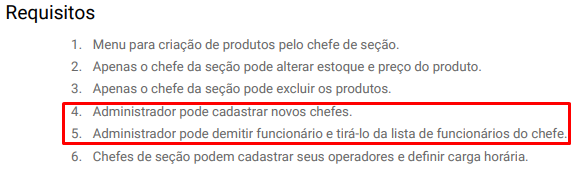 Requisitos
1. Menu para criação de produtos pelo chefe de seção.
2. Apenas o chefe da seção pode alterar estoque e preço do produto.
3. Apenas o chefe da seção pode excluir os produtos.
4. Administrador pode cadastrar novos chefes.
5. Administrador pode demitir funcionário e tirá-lo da lista de funcionários do chefe.
6. Chefes de seção podem cadastrar seus operadores e definir carga horária.